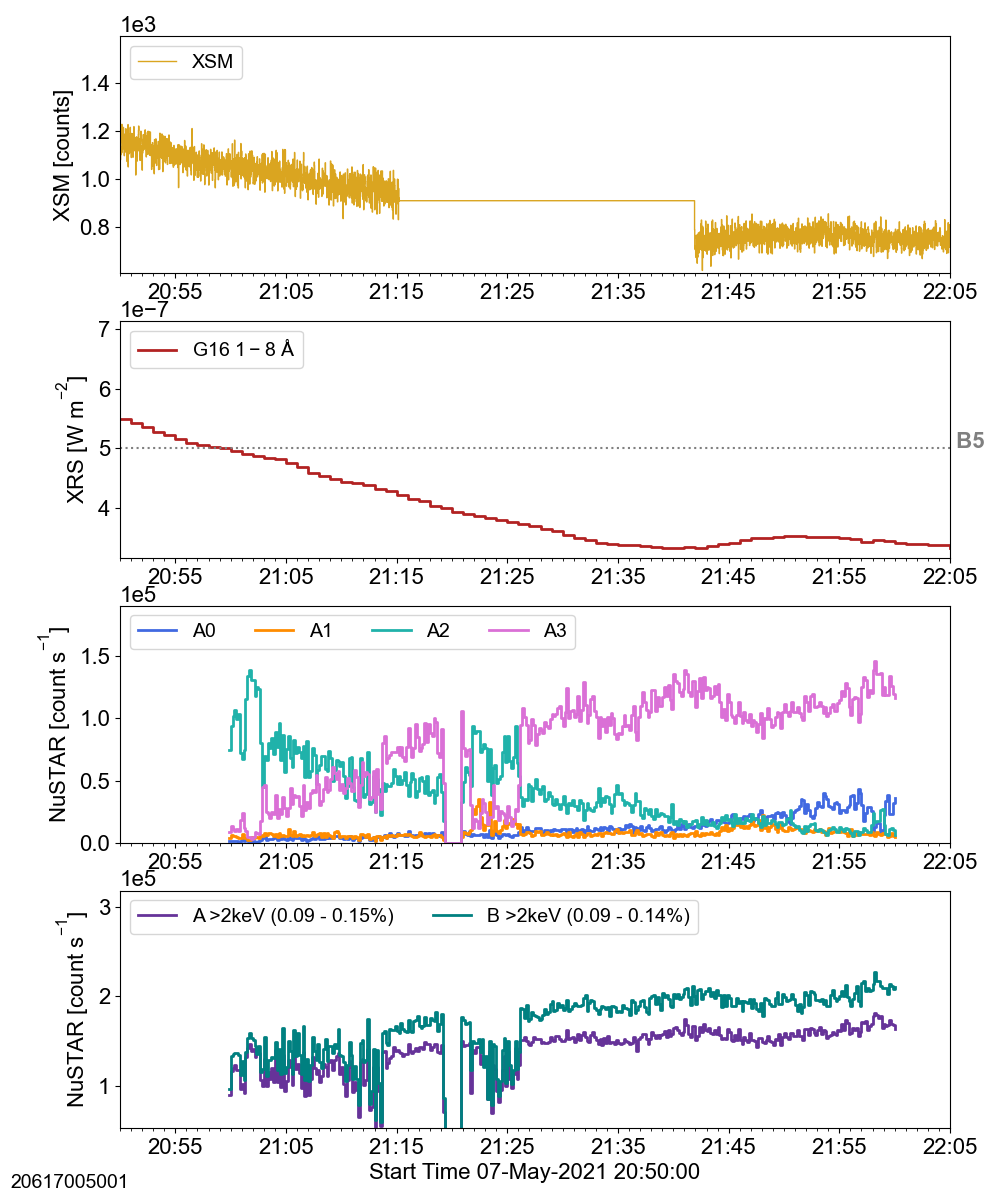 1e3
XSM [counts]
XSM
1.4
1.2
1.0
0.8
20:55 21:05 21:15 21:25 21:35 21:45 21:55 22:05
1e−7
XRS [W m−2]
G16 1 − 8 Å
7
6
5
4
B5
20:55 21:05 21:15 21:25 21:35 21:45 21:55 22:05
1e5
NuSTAR [count s−1]
A0 A1 A2 A3
1.5
1.0
0.5
0.0
20:55 21:05 21:15 21:25 21:35 21:45 21:55 22:05
1e5
NuSTAR [count s−1]
A >2keV (0.09 - 0.15%) B >2keV (0.09 - 0.14%)
3
2
1
20:55 21:05 21:15 21:25 21:35 21:45 21:55 22:05
Start Time 07-May-2021 20:50:00
20617005001